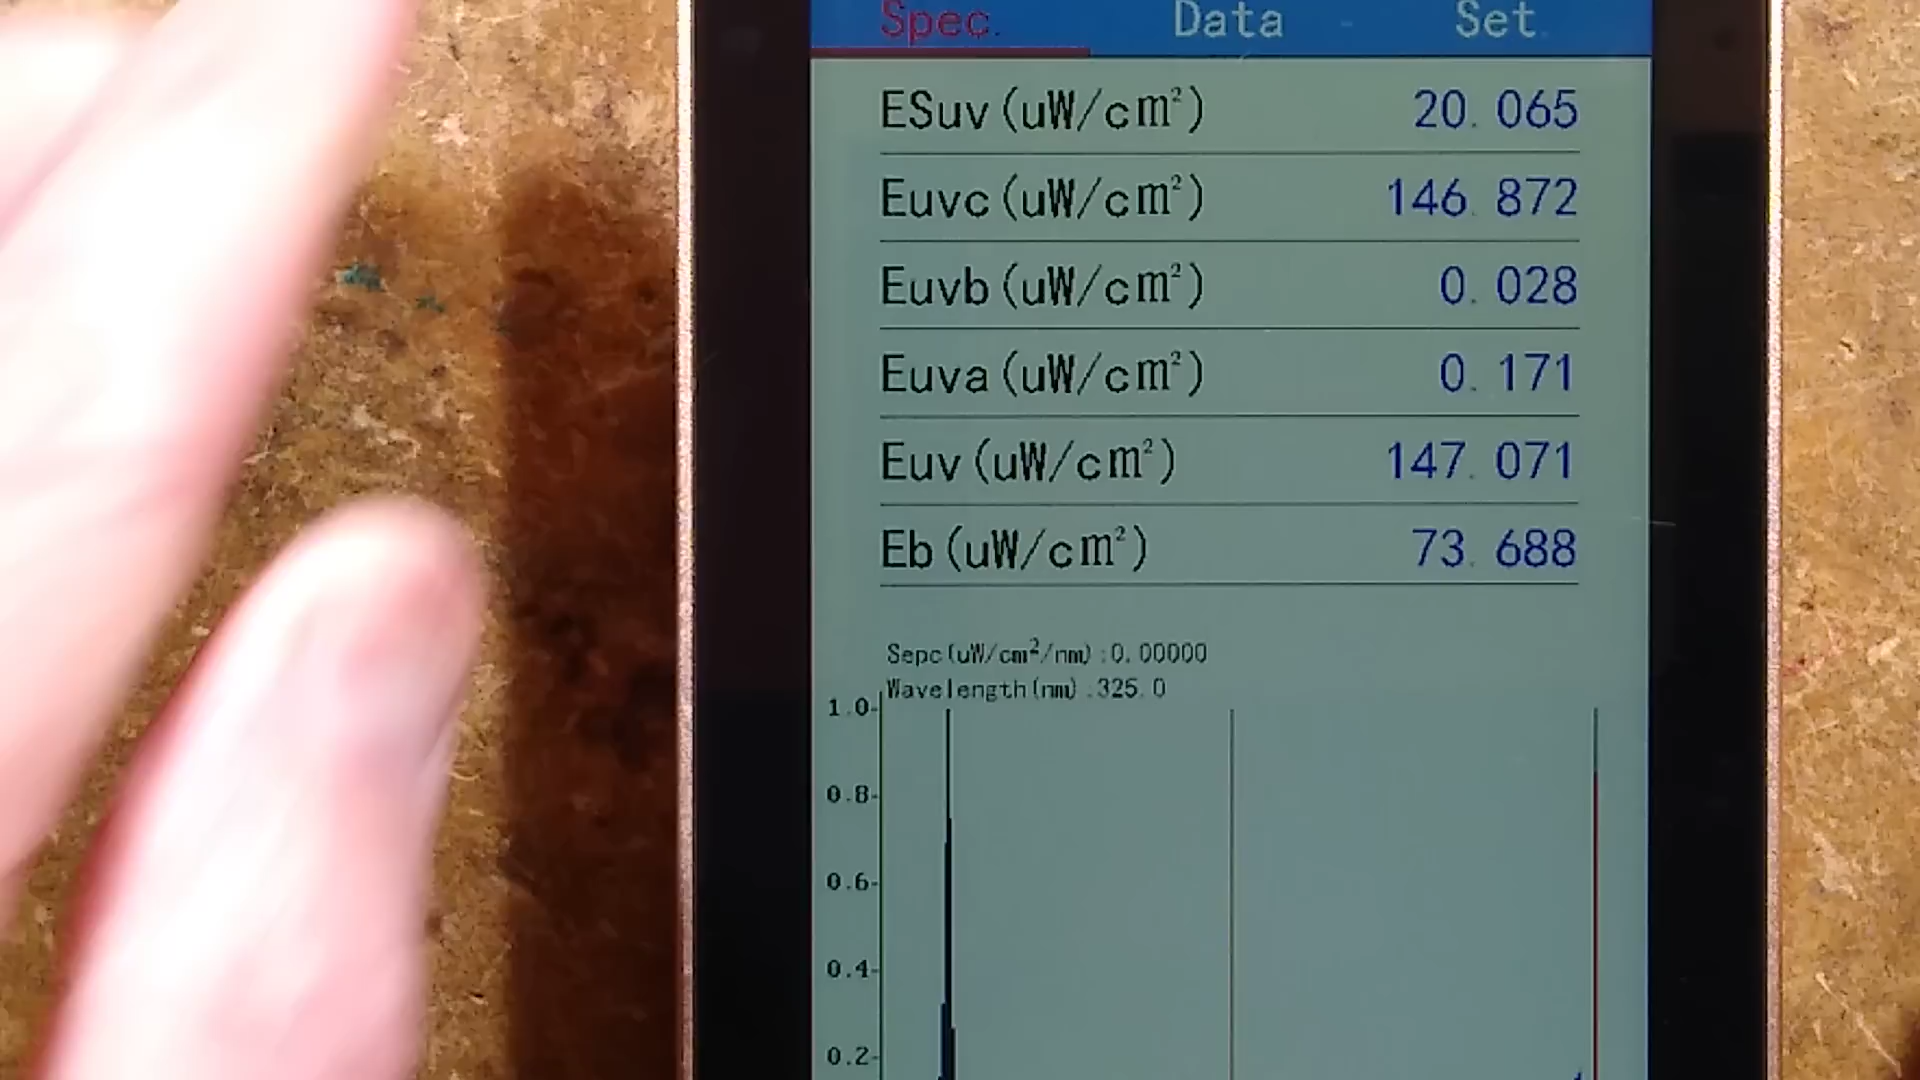 Spec. Data Set
ESuv(uW/cm²) 20.065
Euvc(uW/cm²) 146.872
Euvb(uW/cm²) 0.028
Euva(uW/cm²) 0.171
Euv(uW/cm²) 147.071
Eb(uW/cm²) 73.688
Sepc(uW/cm²/nm):0.00000
Wavelength(nm):325.0
1.0
0.8
0.6
0.4
0.2